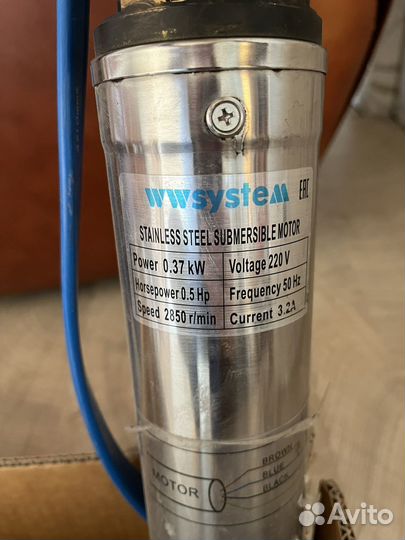 wwsystem EAC
STAINLESS STEEL SUBMERSIBLE MOTOR
Power 0.37 kW Voltage 220 V
Horsepower 0.5 Hp Frequency 50 Hz
Speed 2850 r/min Current 3.2A
BROWN
BLUE
BLACK
MOTOR
Avito